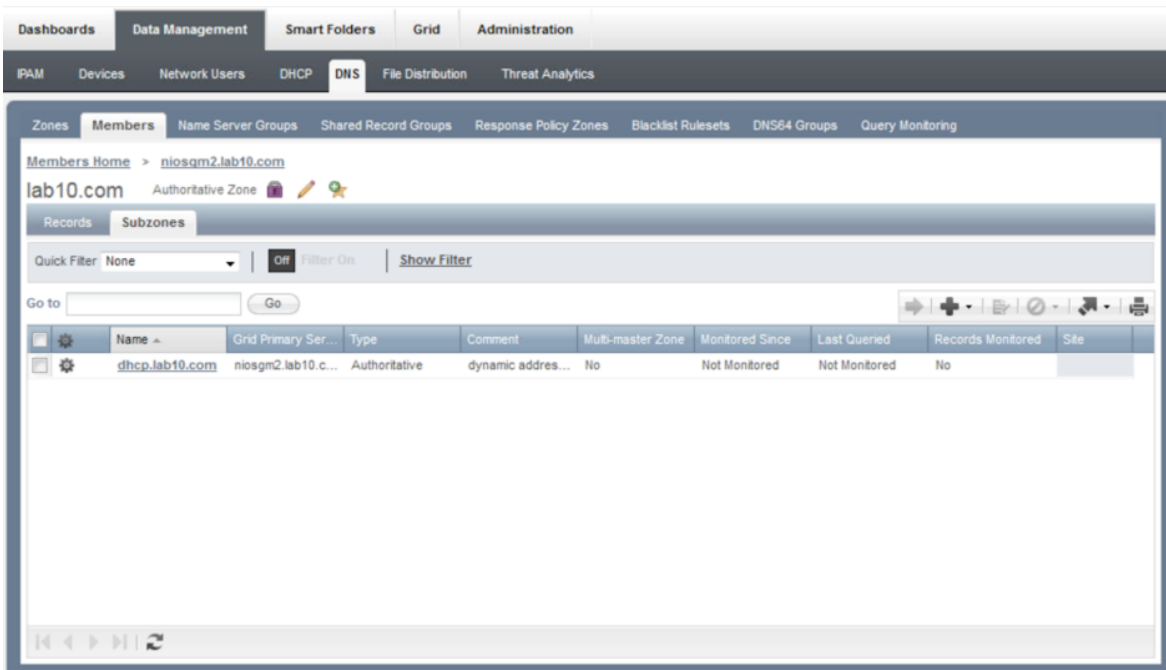 Dashboards Data Management Smart Folders Grid Administration
IPAM Devices Network Users DHCP DNS File Distribution Threat Analytics
Zones Members Name Server Groups Shared Record Groups Response Policy Zones Blacklist Rulesets DNS64 Groups Query Monitoring
Members Home > niosgm2.lab10.com
lab10.com Authoritative Zone
Records Subzones
Quick Filter None Off Filter On Show Filter
Go to Go
Name Grid Primary Ser... Type Comment Multi-master Zone Monitored Since Last Queried Records Monitored Site
dhcp.lab10.com niosgm2.lab10.c... Authoritative dynamic addres... No Not Monitored Not Monitored No